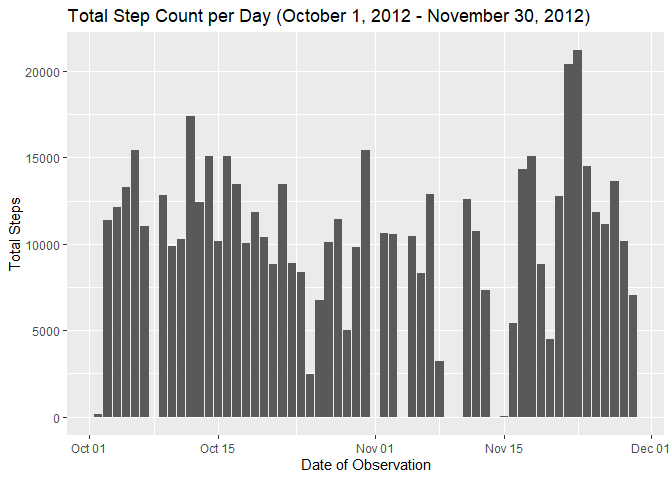 Total Step Count per Day (October 1, 2012 - November 30, 2012)
Total Steps
20000
15000
10000
5000
0
Oct 01
Oct 15
Nov 01
Nov 15
Dec 01
Date of Observation